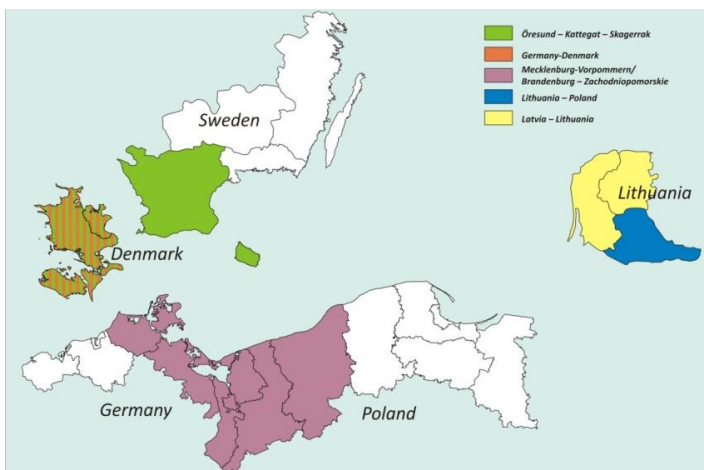 Öresund – Kattegat – Skagerrak
Germany-Denmark
Mecklenburg-Vorpommern/
Brandenburg – Zachodniopomorskie
Lithuania – Poland
Latvia – Lithuania
Sweden
Lithuania
Denmark
Germany
Poland